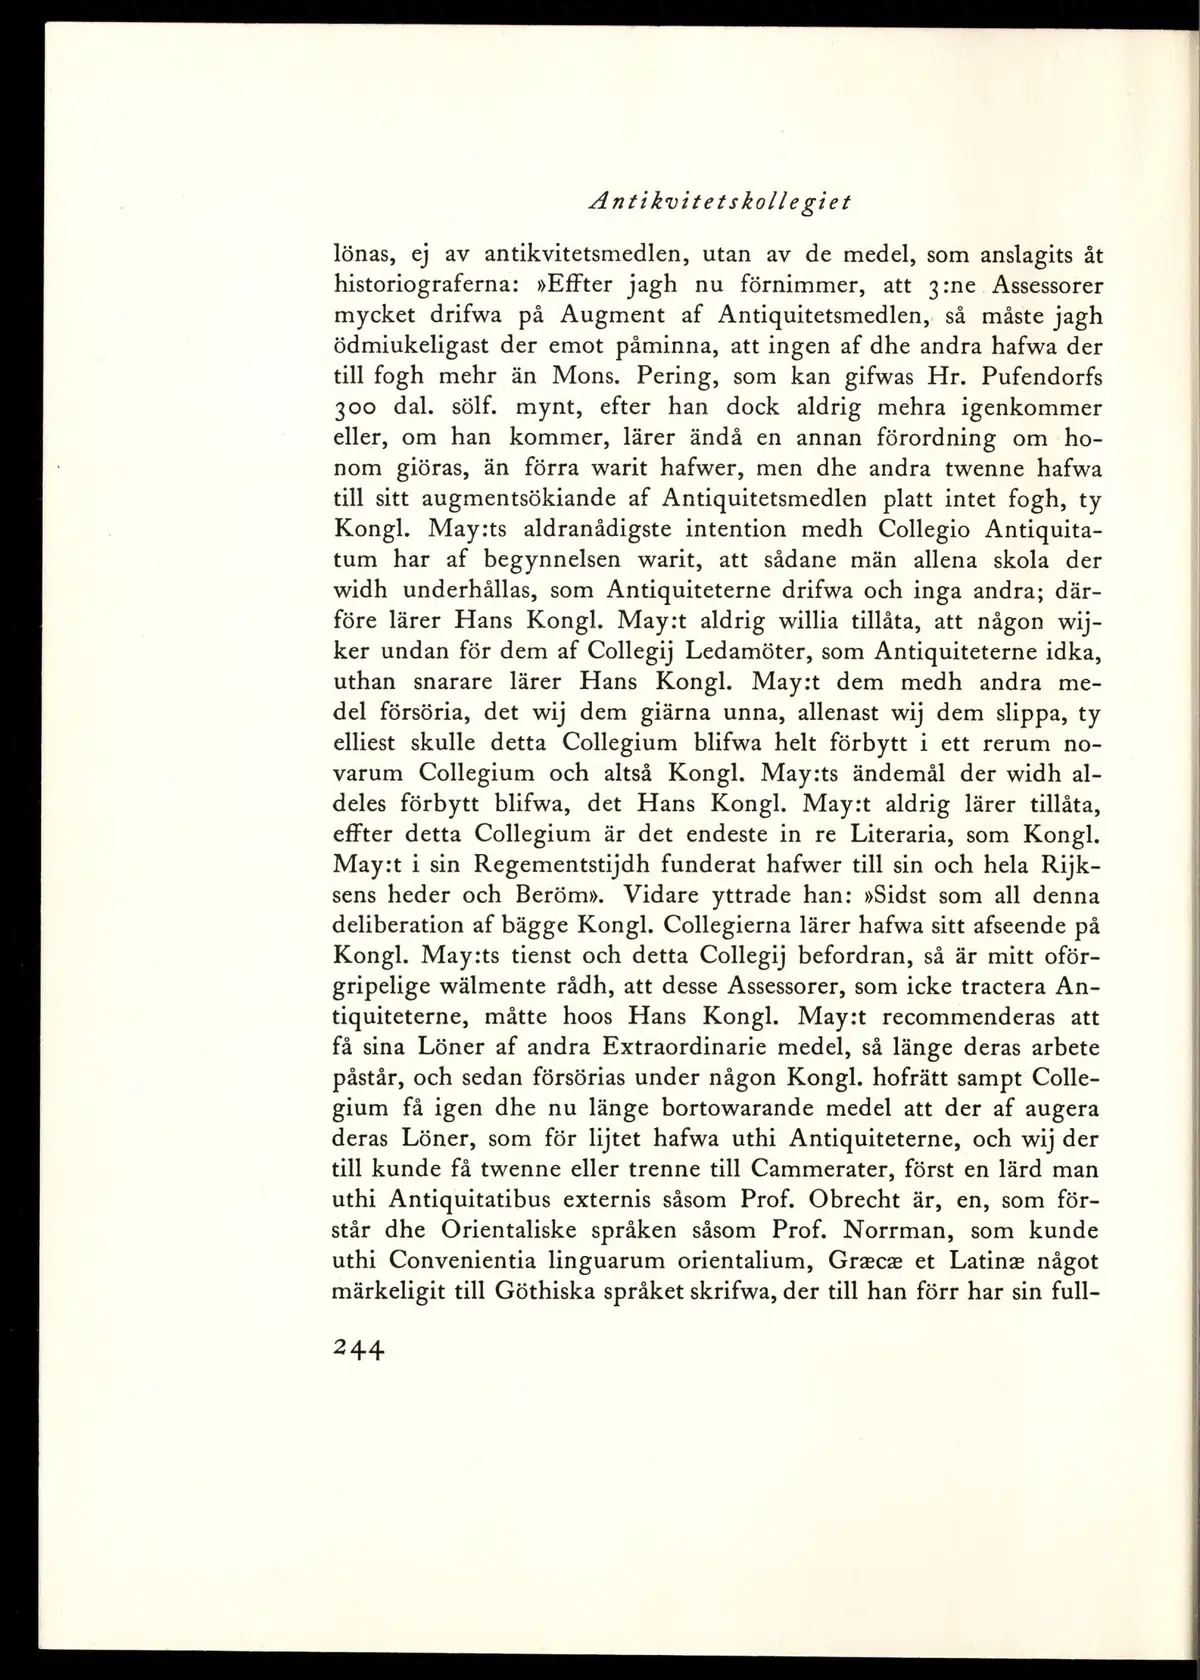 Antikvitetskollegiet
lönas, ej av antikvitetsmedlen, utan av de medel, som anslagits åt
historiograferna: »Effter jagh nu förnimmer, att 3:ne Assessorer
mycket drifwa på Augment af Antiquitetsmedlen, så måste jagh
ödmiukeligast der emot påminna, att ingen af dhe andra hafwa der
till fogh mehr än Mons. Pering, som kan gifwas Hr. Pufendorfs
300 dal. sölf. mynt, efter han dock aldrig mehra igenkommer
eller, om han kommer, lärer ändå en annan förordning om ho-
nom giöras, än förra warit hafwer, men dhe andra twenne hafwa
till sitt augmentsökiande af Antiquitetsmedlen platt intet fogh, ty
Kongl. May:ts aldranådigste intention medh Collegio Antiquita-
tum har af begynnelsen warit, att sådane män allena skola der
widh underhållas, som Antiquiteterne drifwa och inga andra; där-
före lärer Hans Kongl. May:t aldrig willia tillåta, att någon wij-
ker undan för dem af Collegij Ledamöter, som Antiquiteterne idka,
uthan snarare lärer Hans Kongl. May:t dem medh andra me-
del försöria, det wij dem giärna unna, allenast wij dem slippa, ty
elliest skulle detta Collegium blifwa helt förbytt i ett rerum no-
varum Collegium och altså Kongl. May:ts ändemål der widh al-
deles förbytt blifwa, det Hans Kongl. May:t aldrig lärer tillåta,
effter detta Collegium är det endeste in re Literaria, som Kongl.
May:t i sin Regementstijdh funderat hafwer till sin och hela Rijk-
sens heder och Beröm». Vidare yttrade han: »Sidst som all denna
deliberation af bägge Kongl. Collegierna lärer hafwa sitt afseende på
Kongl. May:ts tienst och detta Collegij befordran, så är mitt oför-
gripelige wälmente rådh, att desse Assessorer, som icke tractera An-
tiquiteterne, måtte hoos Hans Kongl. May:t recommenderas att
få sina Löner af andra Extraordinarie medel, så länge deras arbete
påstår, och sedan försörias under någon Kongl. hofrätt sampt Colle-
gium få igen dhe nu länge bortowarande medel att der af augera
deras Löner, som för lijtet hafwa uthi Antiquiteterne, och wij der
till kunde få twenne eller trenne till Cammerater, först en lärd man
uthi Antiquitatibus externis såsom Prof. Obrecht är, en, som för-
står dhe Orientaliske språken såsom Prof. Norrman, som kunde
uthi Convenientia linguarum orientalium, Græcæ et Latinæ något
märkeligit till Göthiska språket skrifwa, der till han förr har sin full-
244